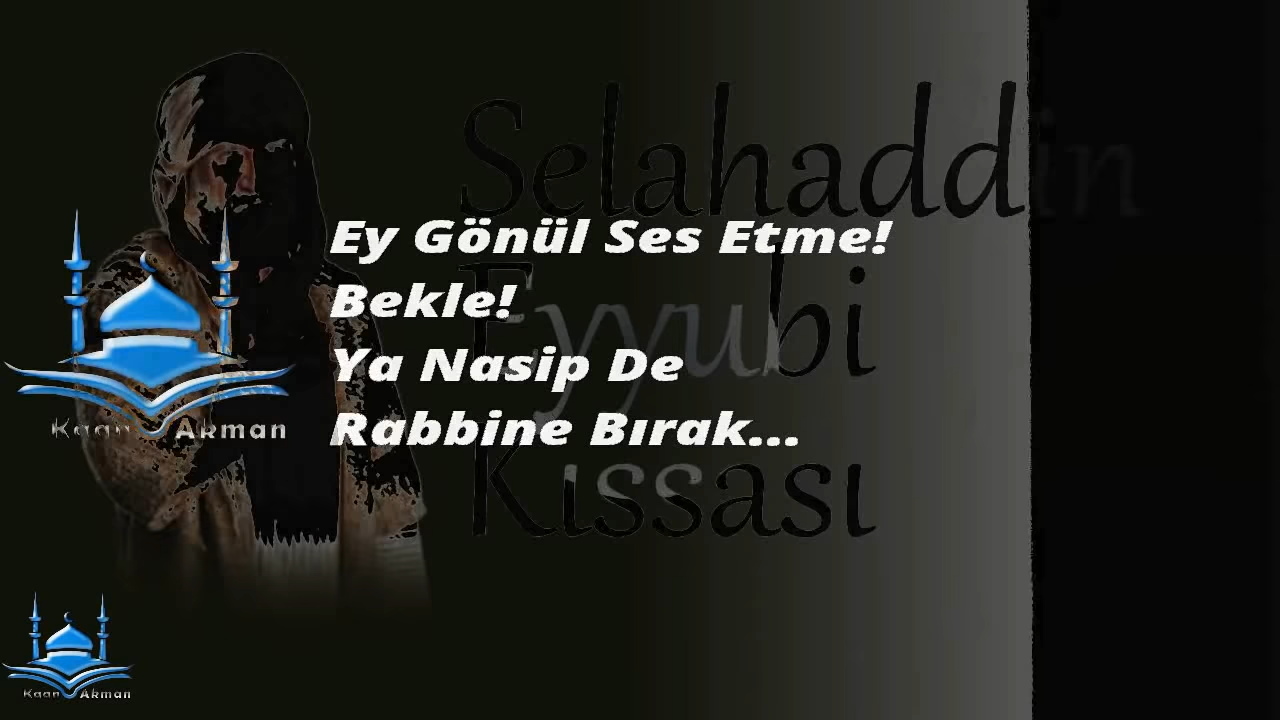 Selahaddin
Eyyubi
Kıssası
Ey Gönül Ses Etme!
Bekle!
Ya Nasip De
Rabbine Bırak...
Kaan Akman
Kaan Akman